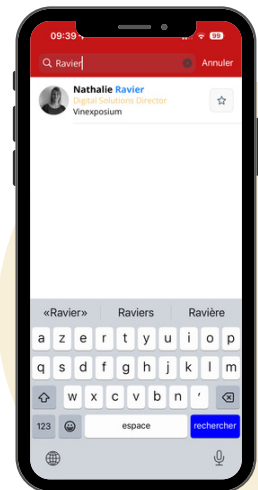 09:39
99
Ravier
Annuler
Nathalie Ravier
Digital Solutions Director
Vinexposium
«Ravier» Raviers Ravière
a z e r t y u i o p
q s d f g h j k l m
w x c v b n ’
123 espace rechercher